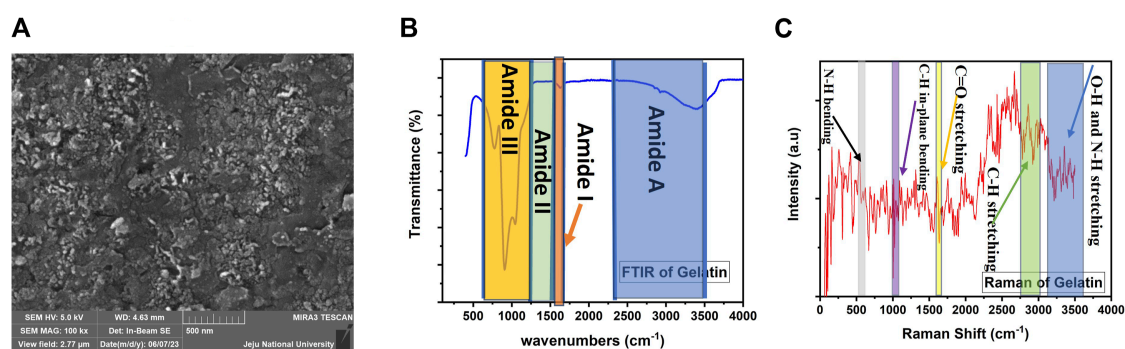 A
SEM HV: 5.0 kV
WD: 4.63 mm
MIRA3 TESCAN
SEM MAG: 100 kx
Det: In-Beam SE
500 nm
View field: 2.77 µm
Date(m/d/y): 06/07/23
Jeju National University
B
Transmittance (%)
Amide III
Amide II
Amide I
Amide A
FTIR of Gelatin
500 1000 1500 2000 2500 3000 3500 4000
wavenumbers (cm-1)
C
Intensity (a.u)
N-H bending
C-H in-plane bending
C=O stretching
C-H stretching
O-H and N-H stretching
Raman of Gelatin
0 500 1000 1500 2000 2500 3000 3500 4000
Raman Shift (cm-1)